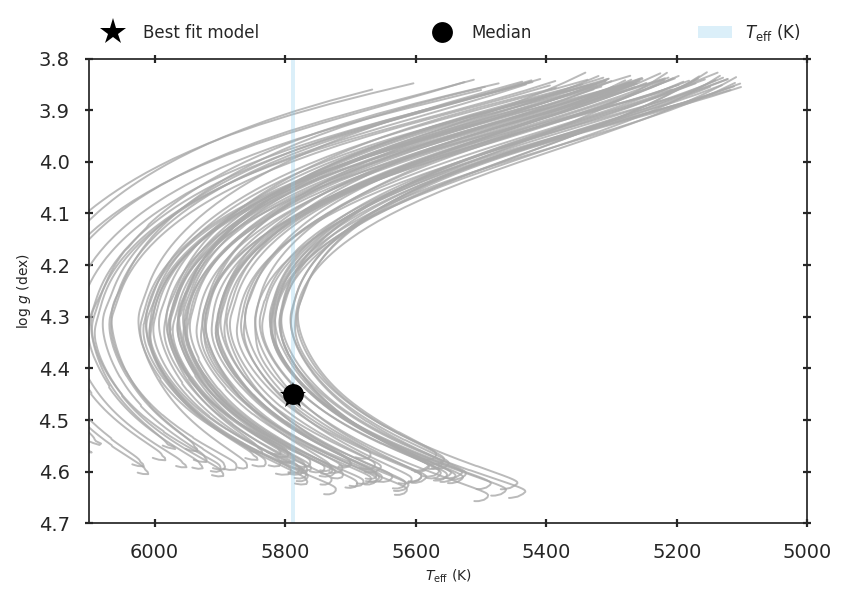 Best fit model Median T_eff (K)
3.8
3.9
4.0
4.1
4.2
4.3
4.4
4.5
4.6
4.7
log g (dex)
6000 5800 5600 5400 5200 5000
T_eff (K)